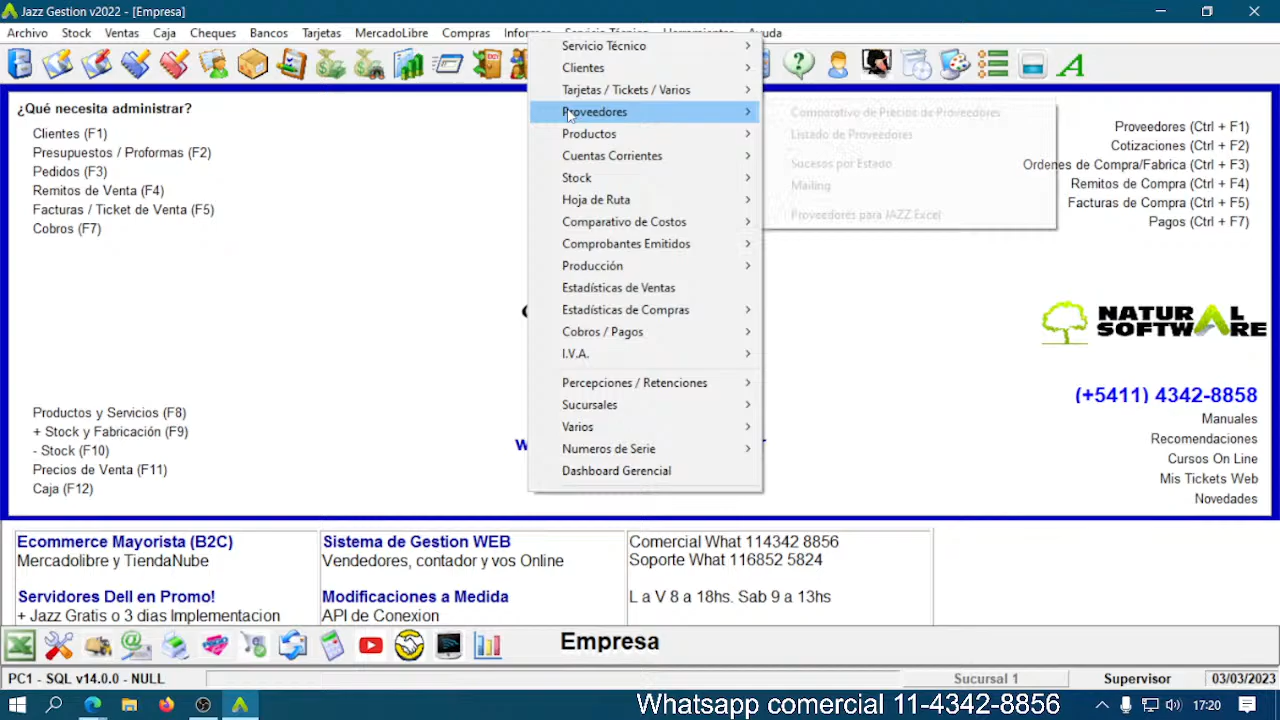 Jazz Gestion v2022 - [Empresa]
Archivo Stock Ventas Caja Cheques Bancos Tarjetas MercadoLibre Compras
Servicio Técnico
Clientes
Tarjetas / Tickets / Varios
Proveedores
Productos
Cuentas Corrientes
Stock
Hoja de Ruta
Comparativo de Costos
Comprobantes Emitidos
Producción
Estadísticas de Ventas
Estadísticas de Compras
Cobros / Pagos
I.V.A.
Percepciones / Retenciones
Sucursales
Varios
Numeros de Serie
Dashboard Gerencial
Comparativo de Precios de Proveedores
Listado de Proveedores
Sucesos por Estado
Mailing
Proveedores para JAZZ Excel
¿Qué necesita administrar?
Clientes (F1)
Presupuestos / Proformas (F2)
Pedidos (F3)
Remitos de Venta (F4)
Facturas / Ticket de Venta (F5)
Cobros (F7)
Proveedores (Ctrl + F1)
Cotizaciones (Ctrl + F2)
Ordenes de Compra/Fabrica (Ctrl + F3)
Remitos de Compra (Ctrl + F4)
Facturas de Compra (Ctrl + F5)
Pagos (Ctrl + F7)
NATURAL
SOFTWARE
(+5411) 4342-8858
Manuales
Recomendaciones
Cursos On Line
Mis Tickets Web
Novedades
Productos y Servicios (F8)
+ Stock y Fabricación (F9)
- Stock (F10)
Precios de Venta (F11)
Caja (F12)
Ecommerce Mayorista (B2C)
Mercadolibre y TiendaNube
Servidores Dell en Promo!
+ Jazz Gratis o 3 dias Implementacion
Sistema de Gestion WEB
Vendedores, contador y vos Online
Modificaciones a Medida
API de Conexion
Comercial What 114342 8856
Soporte What 116852 5824
L a V 8 a 18hs. Sab 9 a 13hs
Empresa
PC1 - SQL v14.0.0 - NULL
Sucursal 1
Supervisor
03/03/2023
Whatsapp comercial 11-4342-8856
17:20